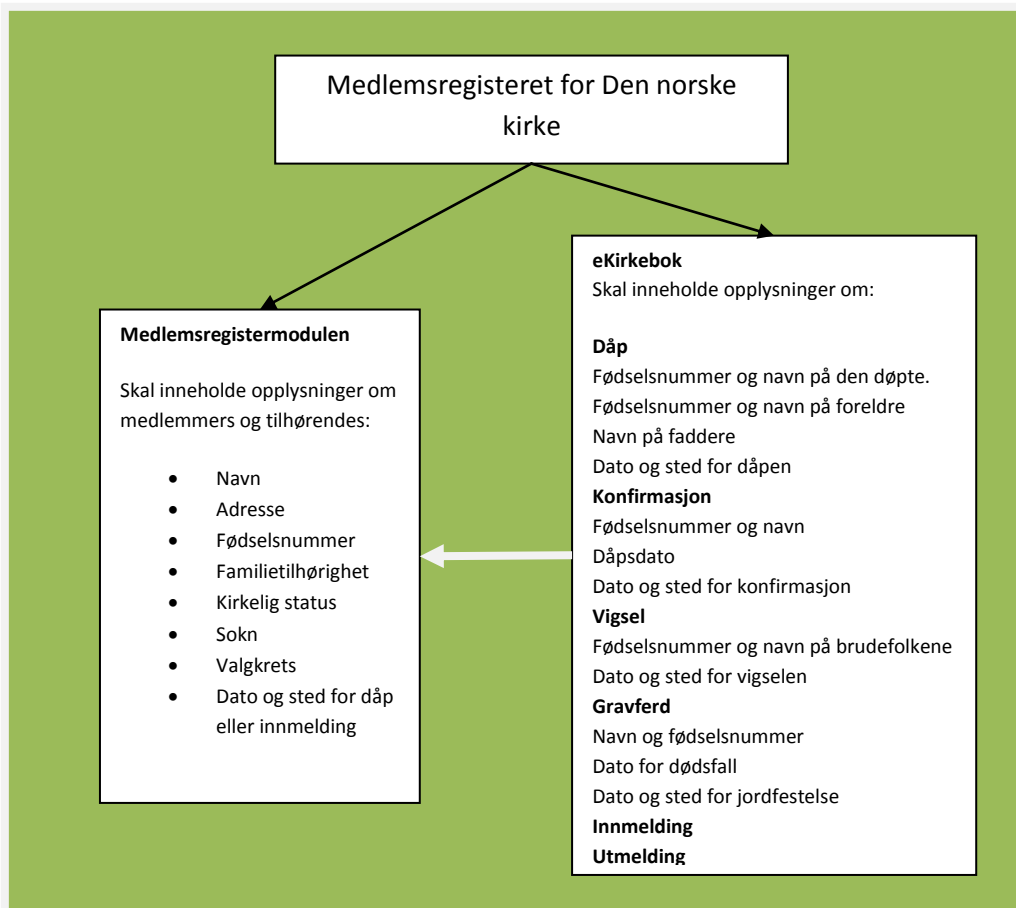 Medlemsregisteret for Den norske
kirke
Medlemsregistermodulen
Skal inneholde opplysninger om
medlemmers og tilhørendes:
• Navn
• Adresse
• Fødselsnummer
• Familietilhørighet
• Kirkelig status
• Sokn
• Valgkrets
• Dato og sted for dåp
eller innmelding
eKirkebok
Skal inneholde opplysninger om:
Dåp
Fødselsnummer og navn på den døpte.
Fødselsnummer og navn på foreldre
Navn på faddere
Dato og sted for dåpen
Konfirmasjon
Fødselsnummer og navn
Dåpsdato
Dato og sted for konfirmasjon
Vigsel
Fødselsnummer og navn på brudefolkene
Dato og sted for vigselen
Gravferd
Navn og fødselsnummer
Dato for dødsfall
Dato og sted for jordfestelse
Innmelding
Utmelding